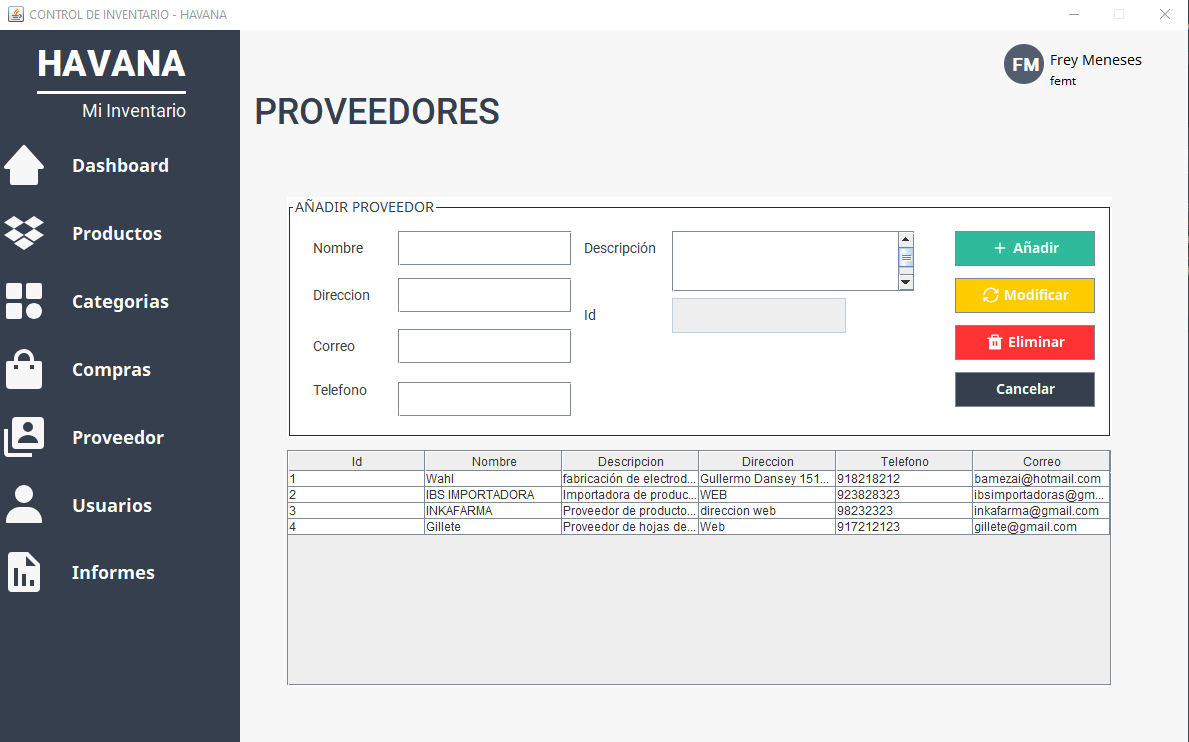 CONTROL DE INVENTARIO - HAVANA
HAVANA
Mi Inventario
Dashboard
Productos
Categorias
Compras
Proveedor
Usuarios
Informes
FM Frey Meneses
femt
PROVEEDORES
AÑADIR PROVEEDOR
Nombre
Direccion
Correo
Telefono
Descripción
Id
Añadir
Modificar
Eliminar
Cancelar
Id Nombre Descripcion Direccion Telefono Correo
1 Wahl fabricación de electrod... Gullermo Dansey 151... 918218212 bamezai@hotmail.com
2 IBS IMPORTADORA Importadora de produc... WEB 923828323 ibsimportadoras@gm...
3 INKAFARMA Proveedor de producto... direccion web 98232323 inkafarma@gmail.com
4 Gillete Proveedor de hojas de... Web 917212123 gillete@gmail.com